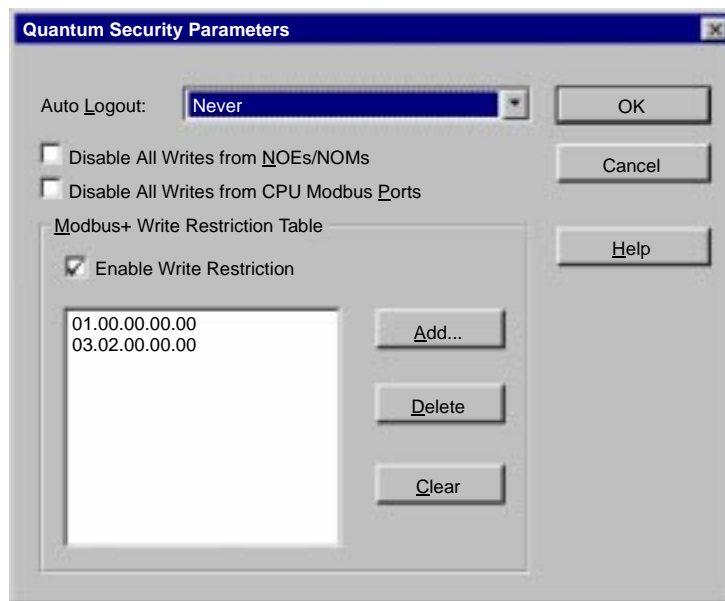 Quantum Security Parameters
Auto Logout: Never OK
Disable All Writes from NOEs/NOMs
Cancel
Disable All Writes from CPU Modbus Ports
Modbus+ Write Restriction Table
Help
Enable Write Restriction
01.00.00.00.00
03.02.00.00.00
Add...
Delete
Clear